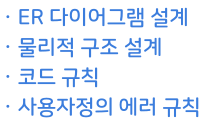 · ER 다이어그램 설계
· 물리적 구조 설계
· 코드 규칙
· 사용자정의 에러 규칙